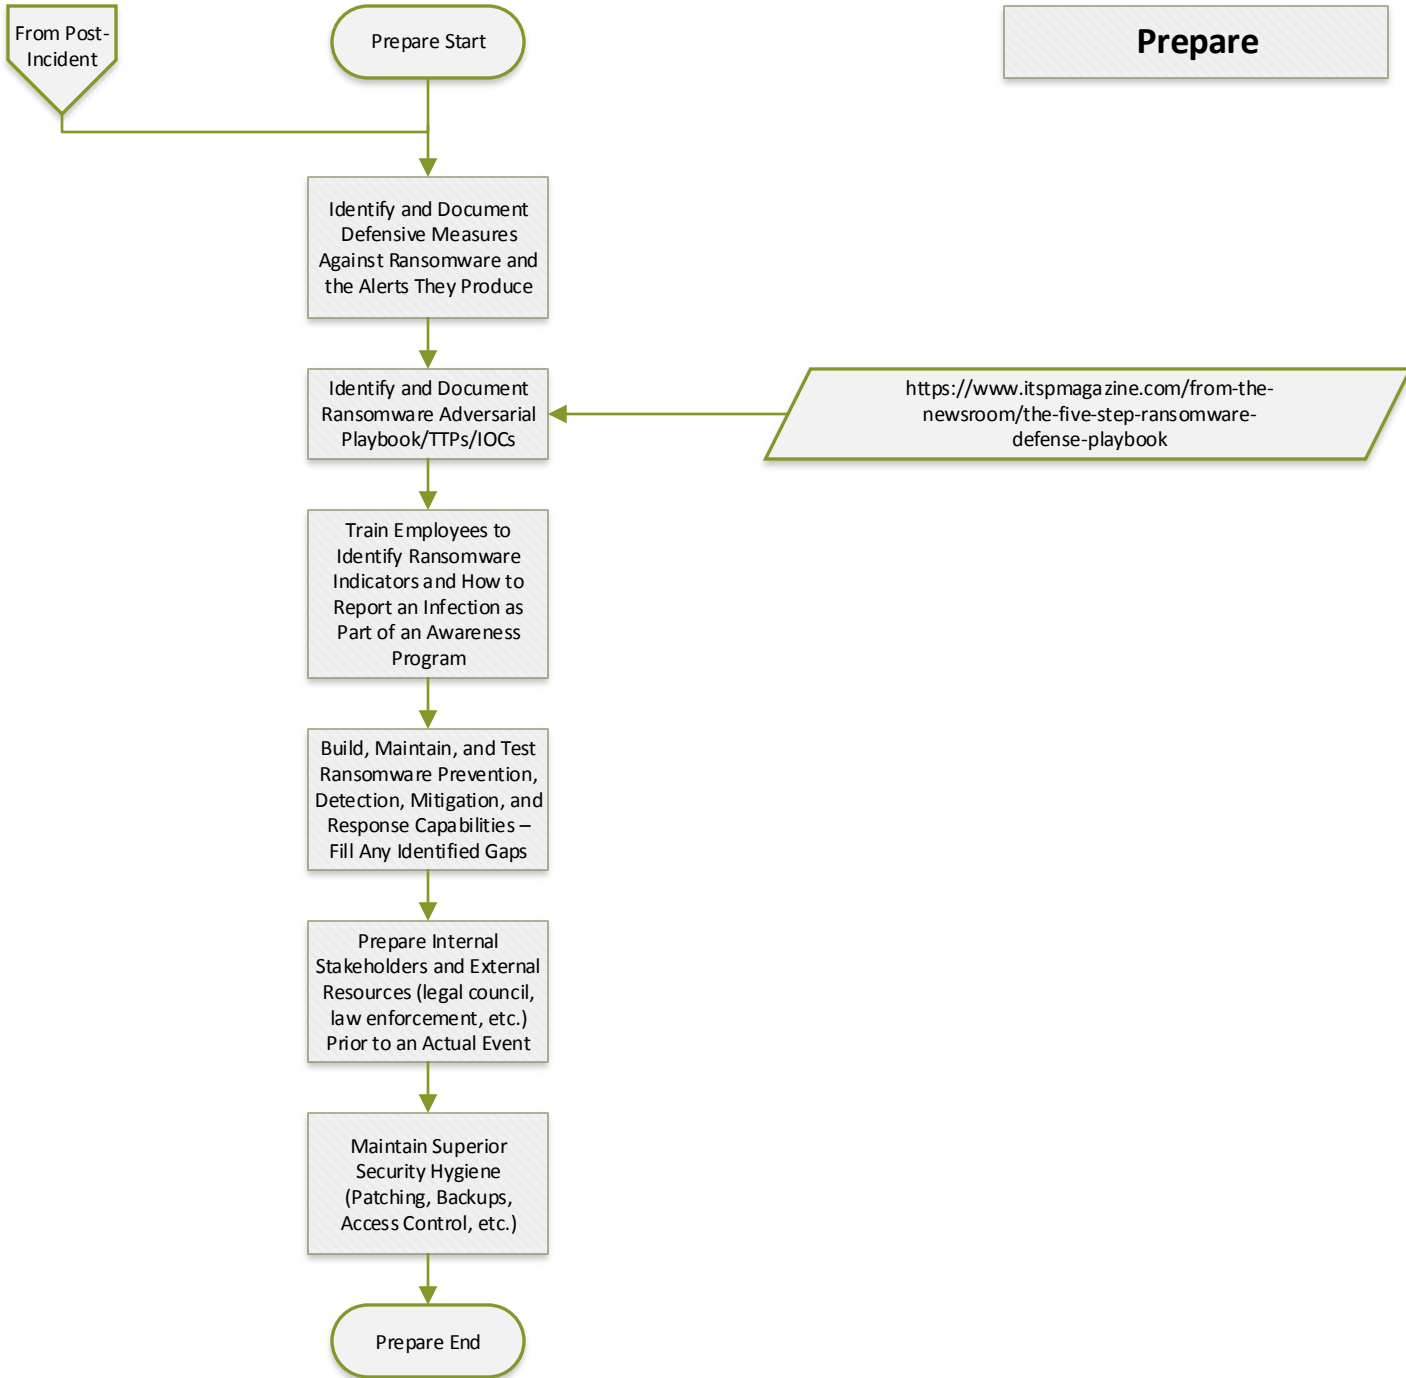 From Post-
Incident
Prepare Start
Prepare
Identify and Document
Defensive Measures
Against Ransomware and
the Alerts They Produce
Identify and Document
Ransomware Adversarial
Playbook/TTPs/IOCs
https://www.itspmagazine.com/from-the-
newsroom/the-five-step-ransomware-
defense-playbook
Train Employees to
Identify Ransomware
Indicators and How to
Report an Infection as
Part of an Awareness
Program
Build, Maintain, and Test
Ransomware Prevention,
Detection, Mitigation, and
Response Capabilities –
Fill Any Identified Gaps
Prepare Internal
Stakeholders and External
Resources (legal council,
law enforcement, etc.)
Prior to an Actual Event
Maintain Superior
Security Hygiene
(Patching, Backups,
Access Control, etc.)
Prepare End